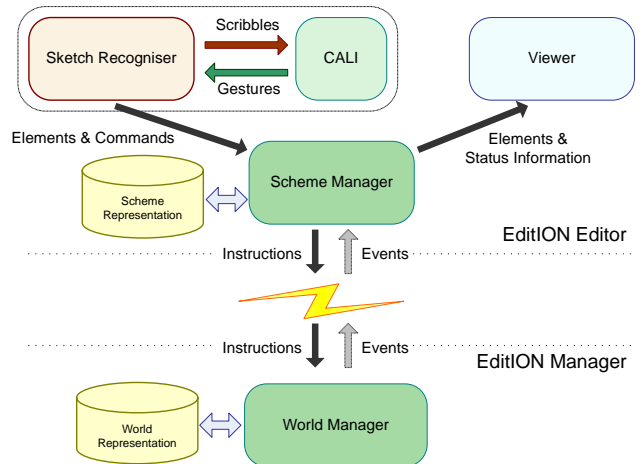 Scribbles
Sketch Recogniser
CALI
Viewer
Gestures
Elements & Commands
Elements &
Status Information
Scheme Manager
Scheme
Representation
Instructions
Events
EditION Editor
Instructions
Events
EditION Manager
World Manager
World
Representation